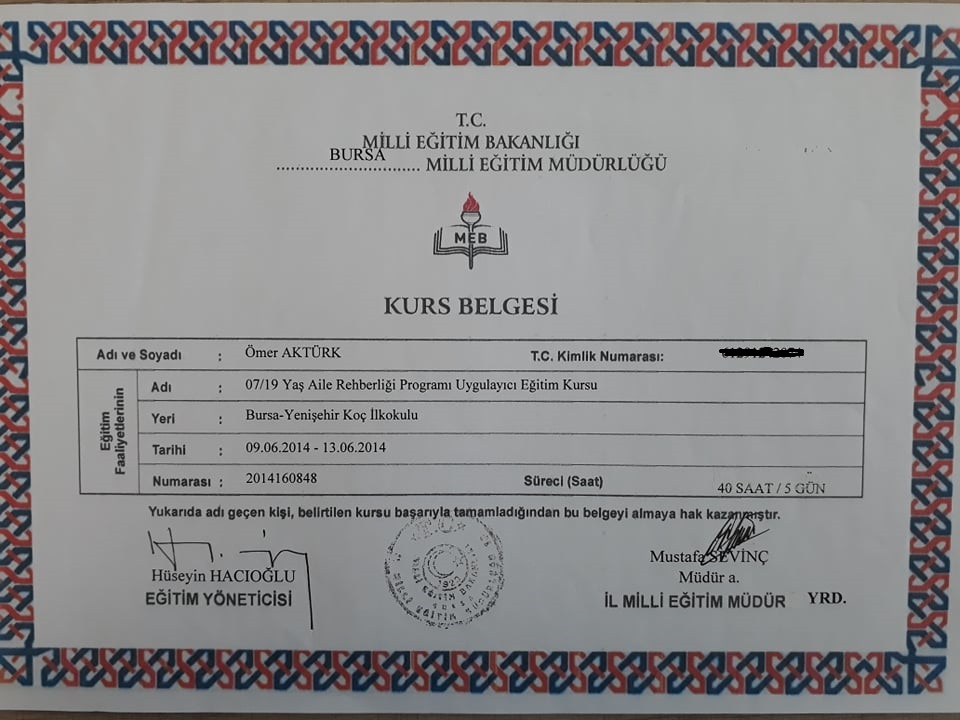 T.C.
MİLLİ EĞİTİM BAKANLIĞI
BURSA
........................... MİLLİ EĞİTİM MÜDÜRLÜĞÜ
MEB
KURS BELGESİ
Adı ve Soyadı : Ömer AKTÜRK T.C. Kimlik Numarası:
Eğitim Faaliyetlerinin
Adı : 07/19 Yaş Aile Rehberliği Programı Uygulayıcı Eğitim Kursu
Yeri : Bursa-Yenişehir Koç İlkokulu
Tarihi : 09.06.2014 - 13.06.2014
Numarası : 2014160848 Süreci (Saat) 40 SAAT / 5 GÜN
Yukarıda adı geçen kişi, belirtilen kursu başarıyla tamamladığından bu belgeyi almaya hak kazanmıştır.
Hüseyin HACIOĞLU
EĞİTİM YÖNETİCİSİ
Mustafa SEVİNÇ
Müdür a.
İL MİLLİ EĞİTİM MÜDÜR YRD.